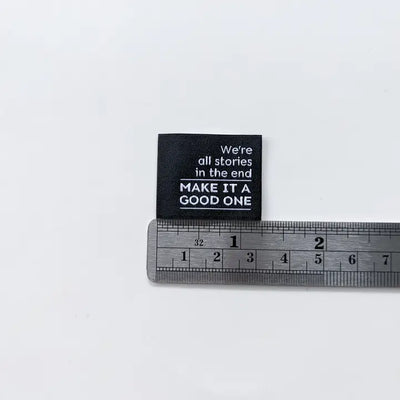 We're
all stories
in the end
MAKE IT A
GOOD ONE
32 1 2
1 2 3 4 5 6 7